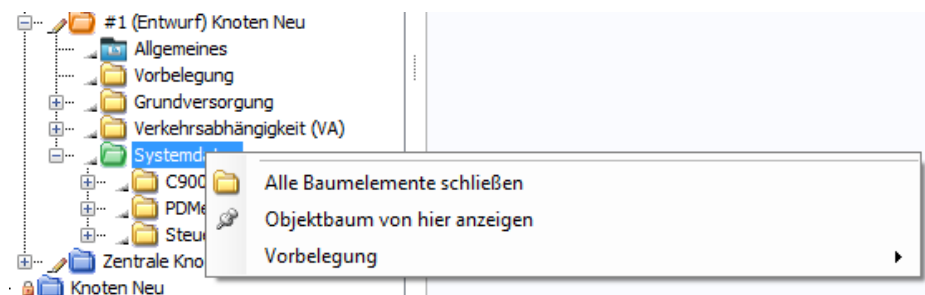 #1 (Entwurf) Knoten Neu
Allgemeines
Vorbelegung
Grundversorgung
Verkehrsabhängigkeit (VA)
Alle Baumelemente schließen
Objektbaum von hier anzeigen
Vorbelegung
Zentrale
Knoten Neu